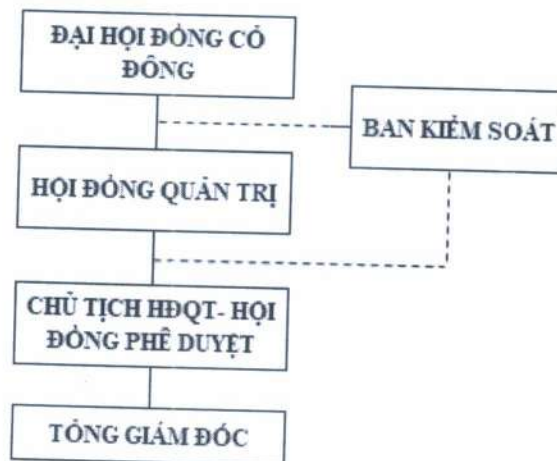 ĐẠI HỘI ĐỒNG CỔ
ĐÔNG
BAN KIỂM SOÁT
HỘI ĐỒNG QUẢN TRỊ
CHỦ TỊCH HĐQT- HỘI
ĐỒNG PHÊ DUYỆT
TỔNG GIÁM ĐỐC